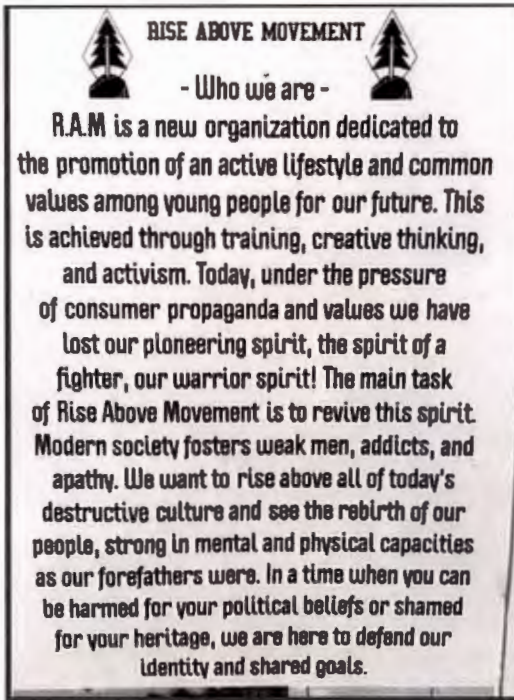 RISE ABOVE MOVEMENT
- Who we are -
R.A.M is a new organization dedicated to
the promotion of an active lifestyle and common
values among young people for our future. This
is achieved through training, creative thinking,
and activism. Today, under the pressure
of consumer propaganda and values we have
lost our pioneering spirit, the spirit of a
fighter, our warrior spirit! The main task
of Rise Above Movement is to revive this spirit.
Modern society fosters weak men, addicts, and
apathy. We want to rise above all of today's
destructive culture and see the rebirth of our
people, strong in mental and physical capacities
as our forefathers were. In a time when you can
be harmed for your political beliefs or shamed
for your heritage, we are here to defend our
identity and shared goals.